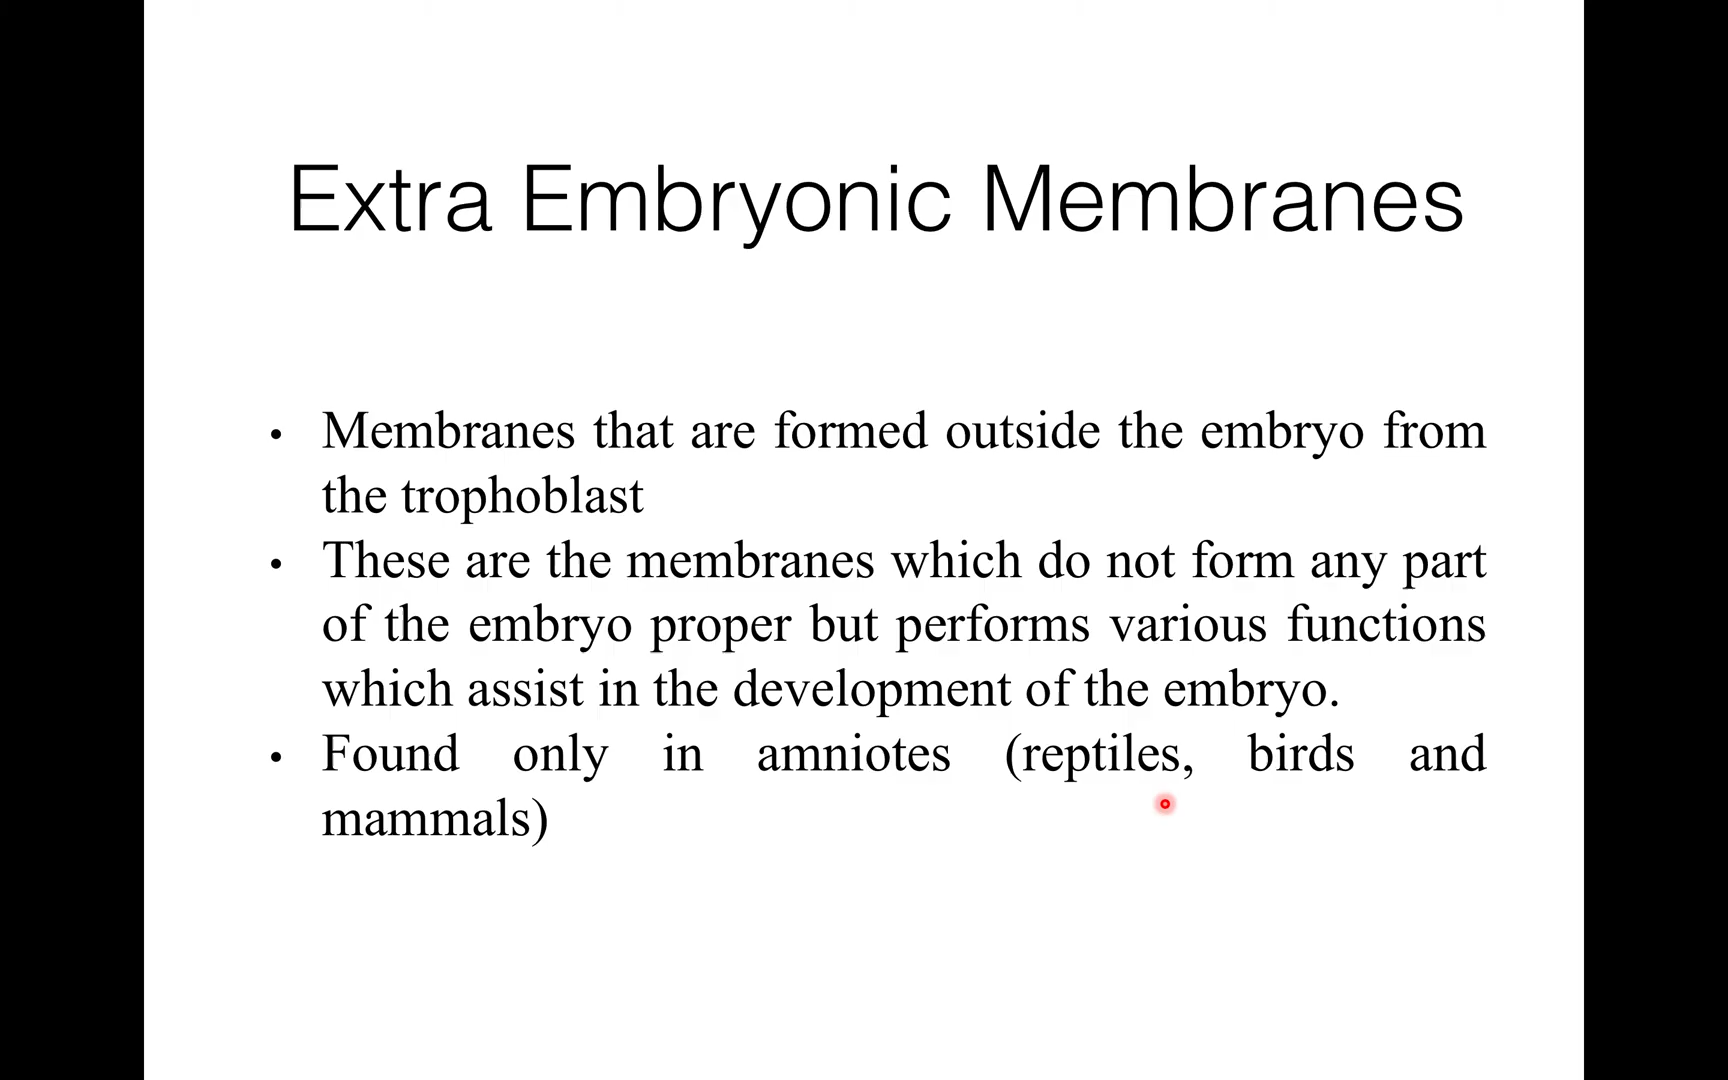 Extra Embryonic Membranes
• Membranes that are formed outside the embryo from
the trophoblast
• These are the membranes which do not form any part
of the embryo proper but performs various functions
which assist in the development of the embryo.
• Found only in amniotes (reptiles, birds and
mammals)